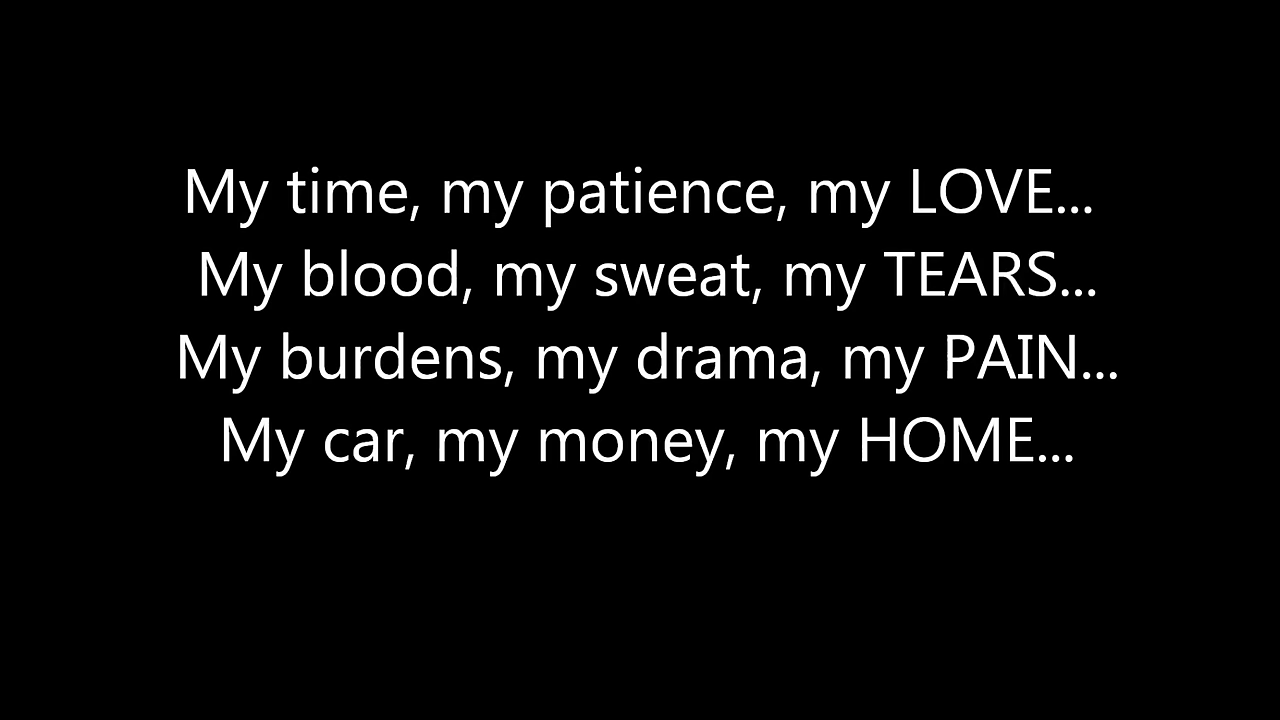 My time, my patience, my LOVE...
My blood, my sweat, my TEARS...
My burdens, my drama, my PAIN...
My car, my money, my HOME...